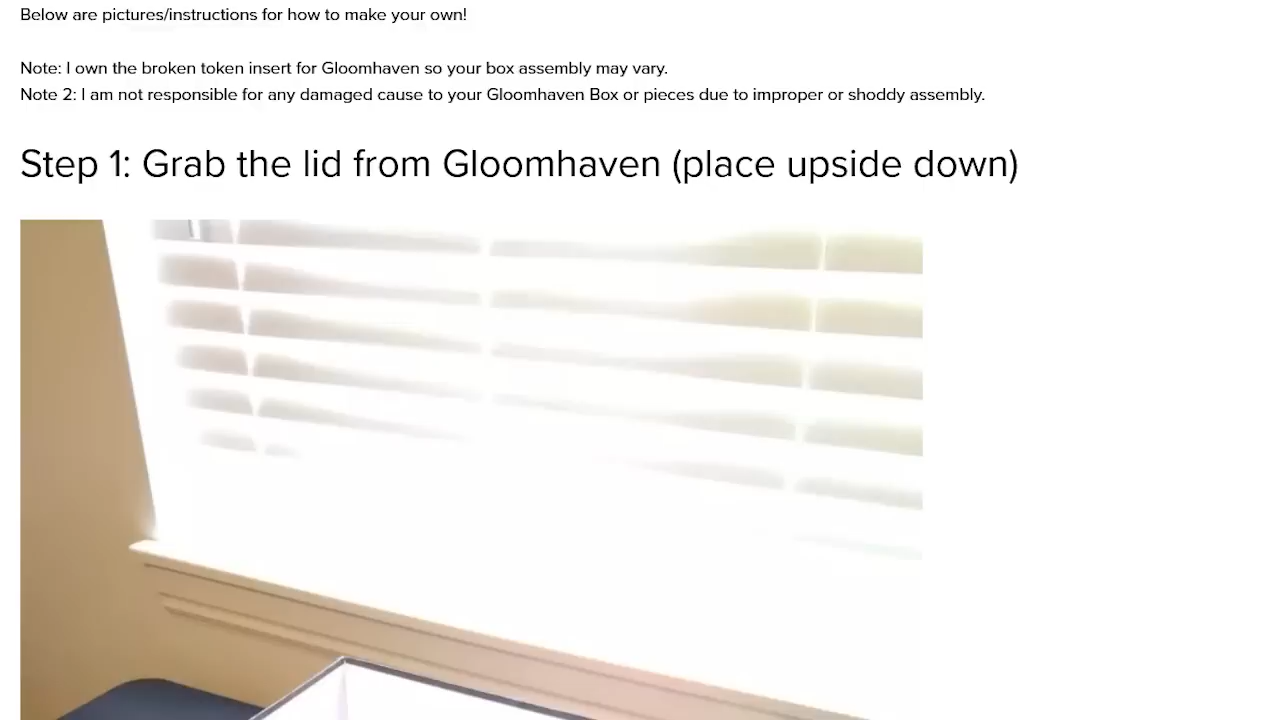 Below are pictures/instructions for how to make your own!
Note: I own the broken token insert for Gloomhaven so your box assembly may vary.
Note 2: I am not responsible for any damaged cause to your Gloomhaven Box or pieces due to improper or shoddy assembly.
Step 1: Grab the lid from Gloomhaven (place upside down)